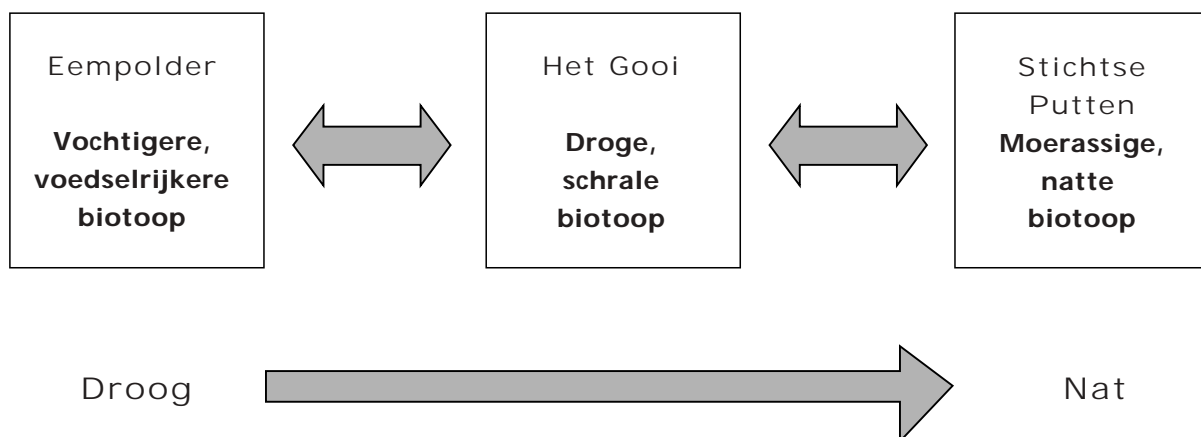 Eempolder
Vochtigere,
voedselrijkere
biotoop
Het Gooi
Droge,
schrale
biotoop
Stichtse
Putten
Moerassige,
natte
biotoop
Droog
Nat